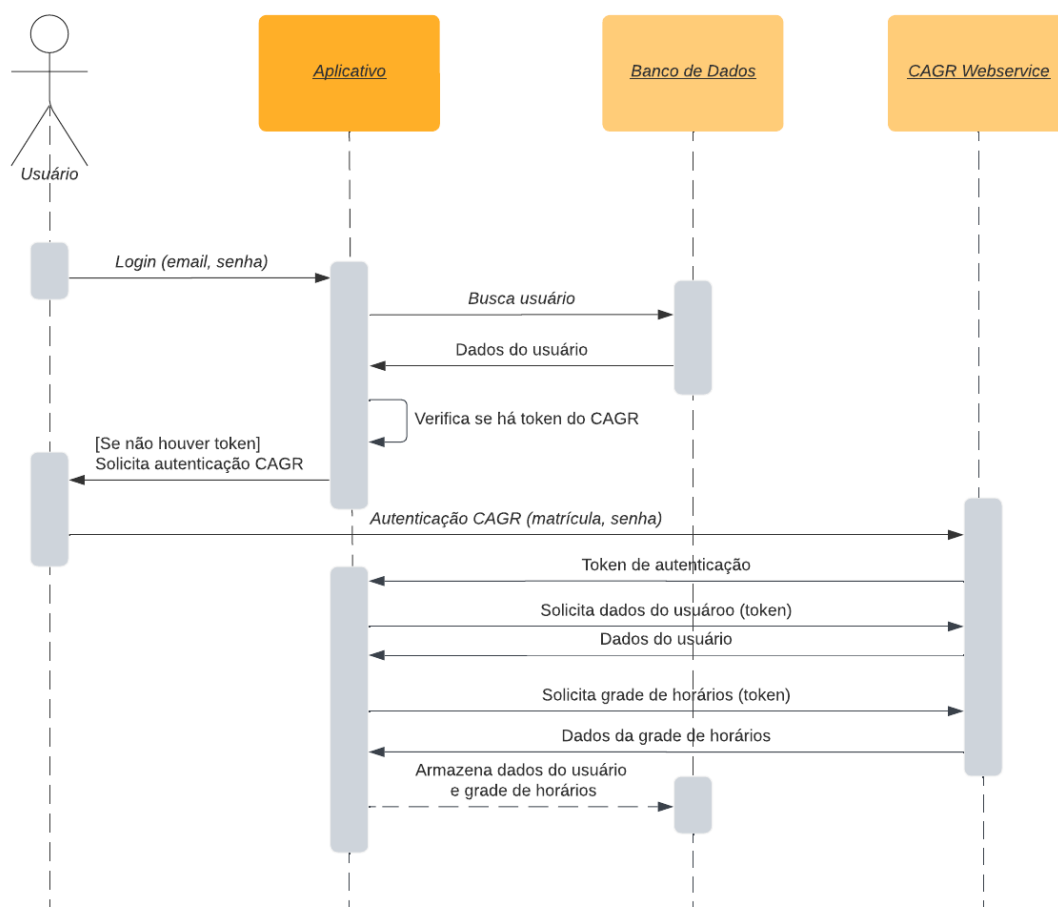 Aplicativo
Banco de Dados
CAGR Webservice
Usuário
Login (email, senha)
Busca usuário
Dados do usuário
Verifica se há token do CAGR
[Se não houver token]
Solicita autenticação CAGR
Autenticação CAGR (matrícula, senha)
Token de autenticação
Solicita dados do usuároo (token)
Dados do usuário
Solicita grade de horários (token)
Dados da grade de horários
Armazena dados do usuário
e grade de horários